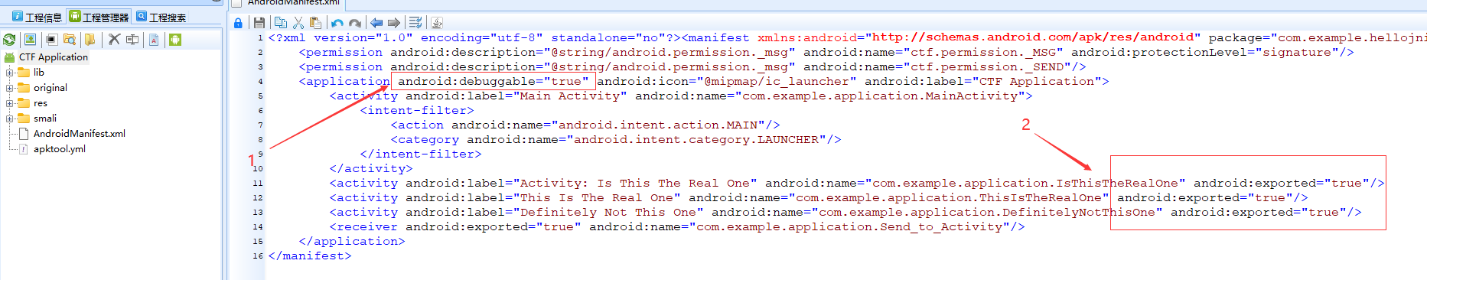 AndroidManifest.xml
工程信息 工程管理器 工程搜索
CTF Application
lib
original
res
smali
AndroidManifest.xml
apktool.yml
1 <?xml version="1.0" encoding="utf-8" standalone="no"?><manifest xmlns:android="http://schemas.android.com/apk/res/android" package="com.example.hellojni
2 <permission android:description="@string/android.permission._msg" android:name="ctf.permission._MSG" android:protectionLevel="signature"/>
3 <permission android:description="@string/android.permission._msg" android:name="ctf.permission._SEND"/>
4 <application android:debuggable="true" android:icon="@mipmap/ic_launcher" android:label="CTF Application">
5 <activity android:label="Main Activity" android:name="com.example.application.MainActivity">
6 <intent-filter>
7 <action android:name="android.intent.action.MAIN"/>
8 <category android:name="android.intent.category.LAUNCHER"/>
9 </intent-filter>
10 </activity>
11 <activity android:label="Activity: Is This The Real One" android:name="com.example.application.IsThisTheRealOne" android:exported="true"/>
12 <activity android:label="This Is The Real One" android:name="com.example.application.ThisIsTheRealOne" android:exported="true"/>
13 <activity android:label="Definitely Not This One" android:name="com.example.application.DefinitelyNotThisOne" android:exported="true"/>
14 <receiver android:exported="true" android:name="com.example.application.Send_to_Activity"/>
15 </application>
16 </manifest>
1
2